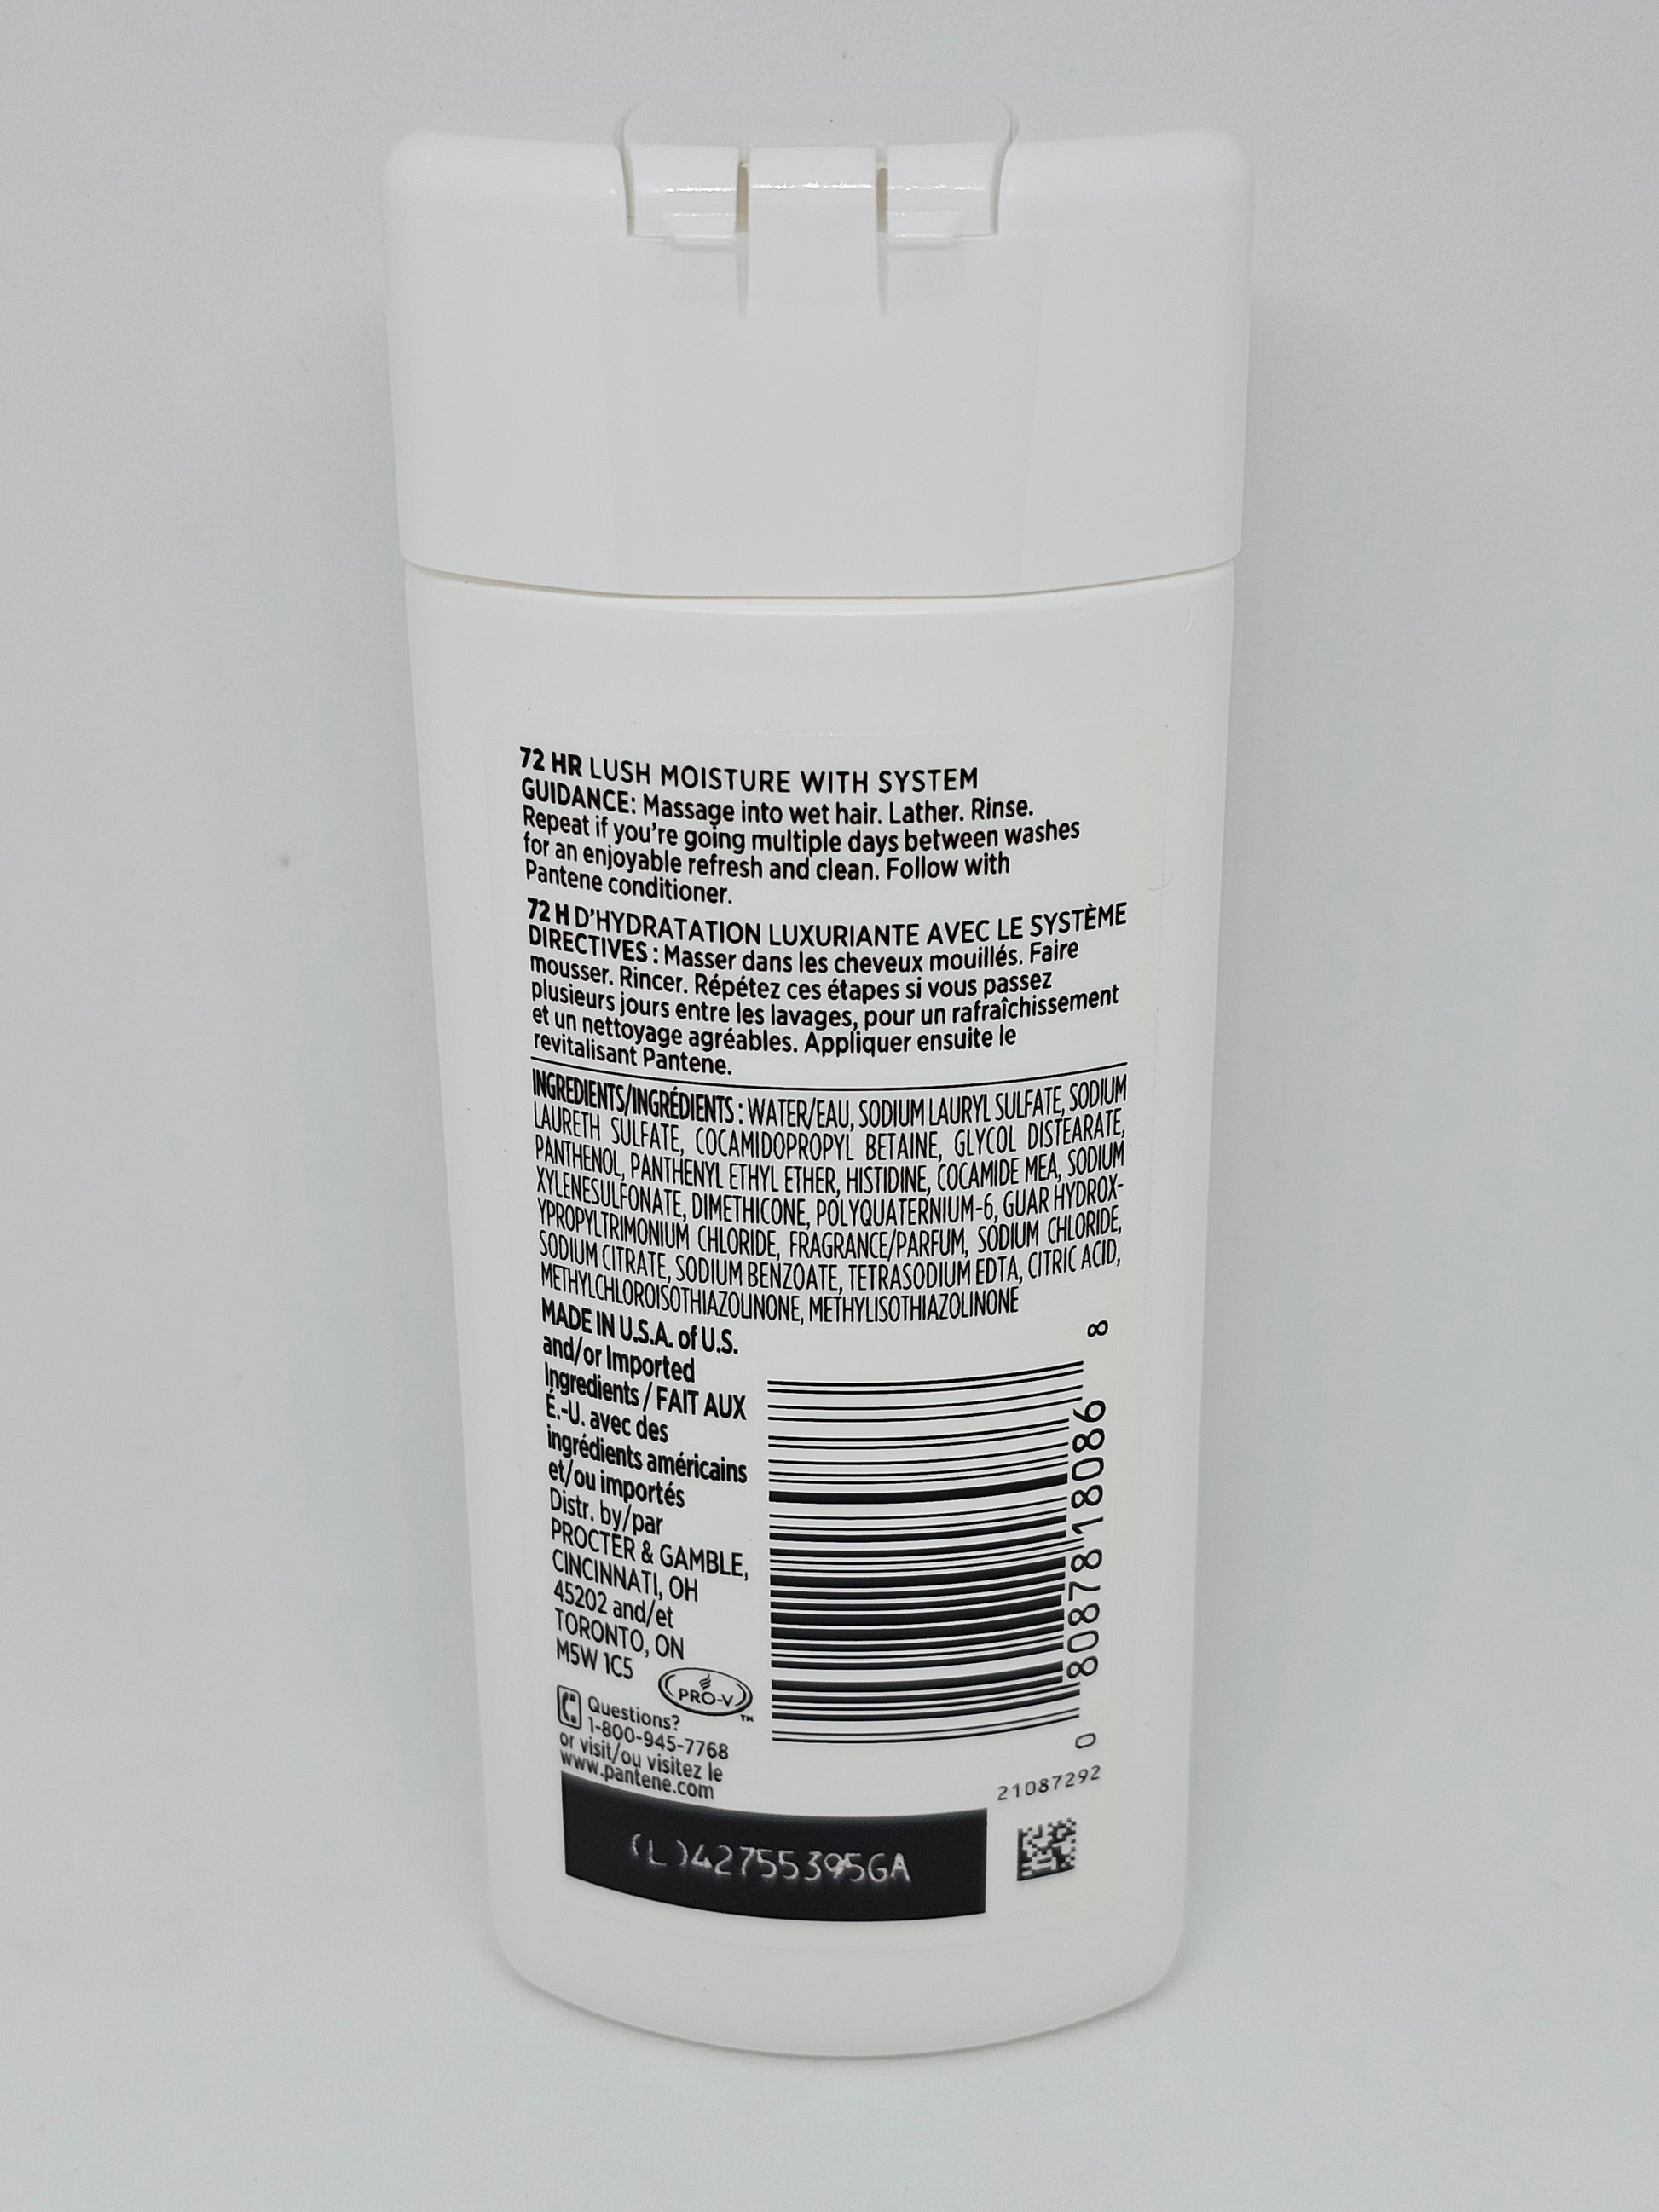 72 HR LUSH MOISTURE WITH SYSTEM
GUIDANCE: Massage into wet hair. Lather. Rinse.
Repeat if you're going multiple days between washes
for an enjoyable refresh and clean. Follow with
Pantene conditioner.
72 H D'HYDRATATION LUXURIANTE AVEC LE SYSTÈME
DIRECTIVES : Masser dans les cheveux mouillés. Faire
mousser. Rincer. Répétez ces étapes si vous passez
plusieurs jours entre les lavages, pour un rafraîchissement
et un nettoyage agréables. Appliquer ensuite le
revitalisant Pantene.
INGREDIENTS/INGRÉDIENTS : WATER/EAU, SODIUM LAURYL SULFATE, SODIUM
LAURETH SULFATE, COCAMIDOPROPYL BETAINE, GLYCOL DISTEARATE,
PANTHENOL, PANTHENYL ETHYL ETHER, HISTIDINE, COCAMIDE MEA, SODIUM
XYLENESULFONATE, DIMETHICONE, POLYQUATERNIUM-6, GUAR HYDROX-
YPROPYLTRIMONIUM CHLORIDE, FRAGRANCE/PARFUM, SODIUM CHLORIDE,
SODIUM CITRATE, SODIUM BENZOATE, TETRASODIUM EDTA, CITRIC ACID,
METHYLCHLOROISOTHIAZOLINONE, METHYLISOTHIAZOLINONE
MADE IN U.S.A. of U.S.
and/or Imported
Ingredients / FAIT AUX
É.-U. avec des
ingrédients américains
et/ou importés
Distr. by/par
PROCTER & GAMBLE,
CINCINNATI, OH
45202 and/et
TORONTO, ON
M5W 1C5
PRO-V™
Questions?
1-800-945-7768
or visit/ou visitez le
www.pantene.com
0 80878 18086 8
21087292
(L)42755395GA